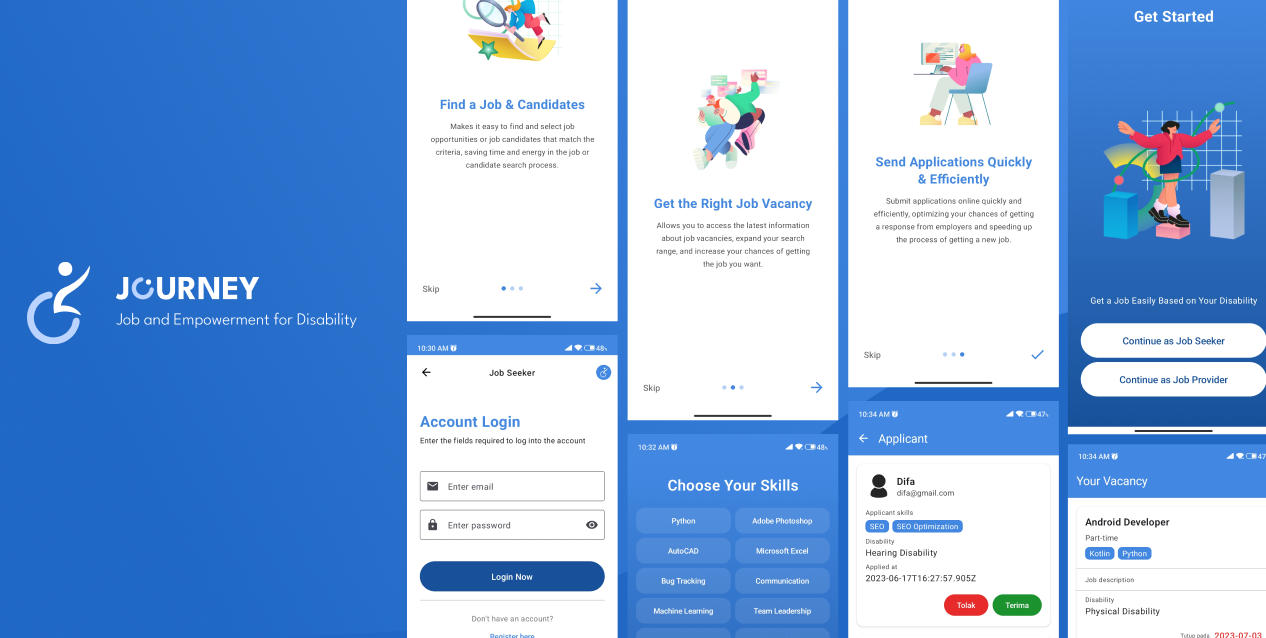 JOURNEY
Job and Empowerment for Disability
Find a Job & Candidates
Makes it easy to find and select job
opportunities or job candidates that match the
criteria, saving time and energy in the job or
candidate search process.
Skip
10:30 AM
48%
Job Seeker
Account Login
Enter the fields required to log into the account
Enter email
Enter password
Login Now
Don't have an account?
Register here
Get the Right Job Vacancy
Allows you to access the latest information
about job vacancies, expand your search
range, and increase your chances of getting
the job you want.
Skip
10:32 AM
48%
Choose Your Skills
Python
Adobe Photoshop
AutoCAD
Microsoft Excel
Bug Tracking
Communication
Machine Learning
Team Leadership
Send Applications Quickly
& Efficiently
Submit applications online quickly and
efficiently, optimizing your chances of getting
a response from employers and speeding up
the process of getting a new job.
Skip
10:34 AM
47%
Applicant
Difa
difa@gmail.com
Applicant skills
SEO
SEO Optimization
Disability
Hearing Disability
Applied at
2023-06-17T16:27:57.905Z
Tolak
Terima
Get Started
Get a Job Easily Based on Your Disability
Continue as Job Seeker
Continue as Job Provider
10:34 AM
47
Your Vacancy
Android Developer
Part-time
Kotlin
Python
Job description
Disability
Physical Disability
Tutup pada 2023-07-03